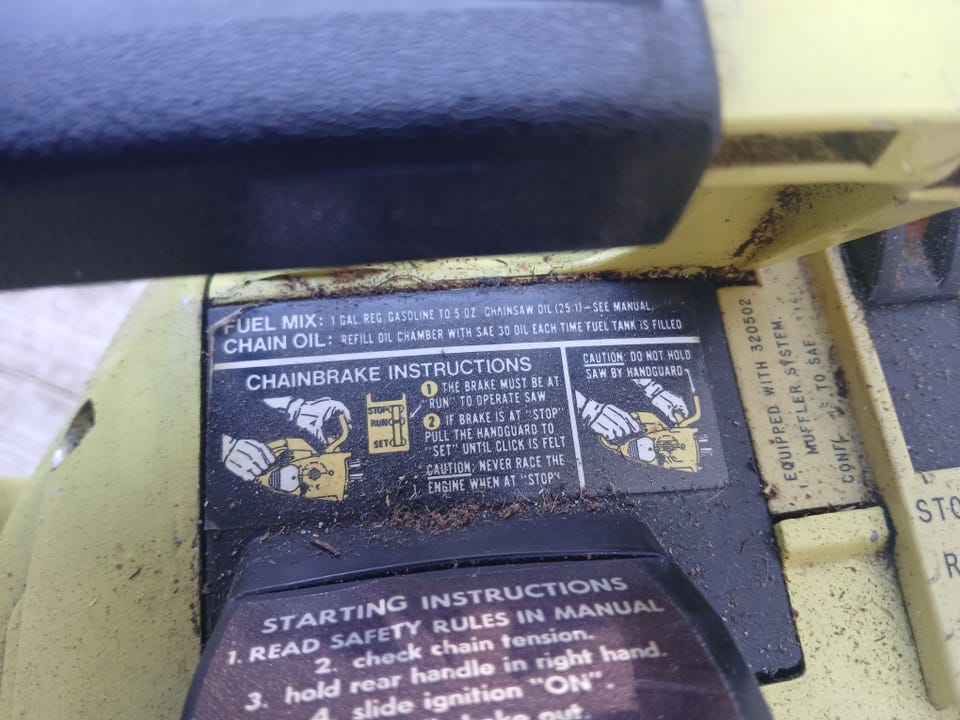 FUEL MIX: 1 GAL. REG. GASOLINE TO 5 OZ. CHAINSAW OIL (25:1)—SEE MANUAL.
CHAIN OIL: REFILL OIL CHAMBER WITH SAE 30 OIL EACH TIME FUEL TANK IS FILLED
CHAINBRAKE INSTRUCTIONS
STOP
RUN
SET
1 THE BRAKE MUST BE AT
"RUN" TO OPERATE SAW
2 IF BRAKE IS AT "STOP"
PULL THE HANDGUARD TO
"SET" UNTIL CLICK IS FELT
CAUTION: NEVER RACE THE
ENGINE WHEN AT "STOP"
CAUTION: DO NOT HOLD
SAW BY HANDGUARD
EQUIPPED WITH 320502
MUFFLER SYSTEM.
TO SAE
STO
R
STARTING INSTRUCTIONS
1. READ SAFETY RULES IN MANUAL
2. check chain tension.
3. hold rear handle in right hand.
4. slide ignition "ON".
out.